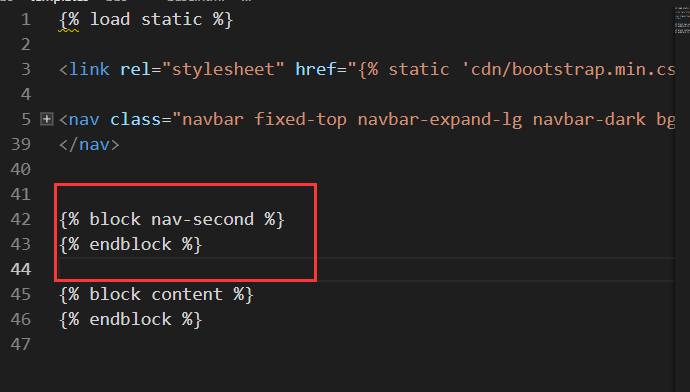 1 {% load static %}
2
3 <link rel="stylesheet" href="{% static 'cdn/bootstrap.min.cs
4
5 <nav class="navbar fixed-top navbar-expand-lg navbar-dark bg
39 </nav>
40
41
42 {% block nav-second %}
43 {% endblock %}
44
45 {% block content %}
46 {% endblock %}
47